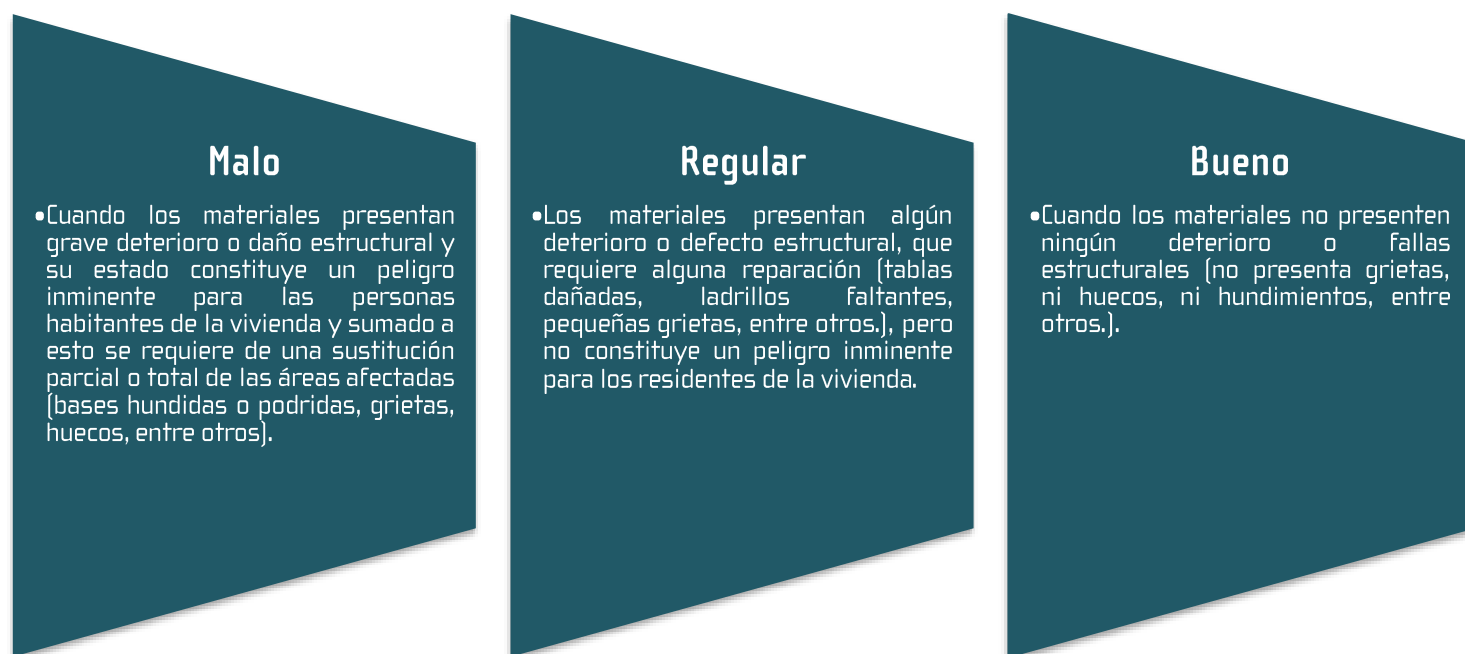 Malo
•Cuando los materiales presentan
grave deterioro o daño estructural y
su estado constituye un peligro
inminente para las personas
habitantes de la vivienda y sumado a
esto se requiere de una sustitución
parcial o total de las áreas afectadas
(bases hundidas o podridas, grietas,
huecos, entre otros).
Regular
•Los materiales presentan algún
deterioro o defecto estructural, que
requiere alguna reparación (tablas
dañadas, ladrillos faltantes,
pequeñas grietas, entre otros.), pero
no constituye un peligro inminente
para los residentes de la vivienda.
Bueno
•Cuando los materiales no presenten
ningún deterioro o fallas
estructurales (no presenta grietas,
ni huecos, ni hundimientos, entre
otros.).